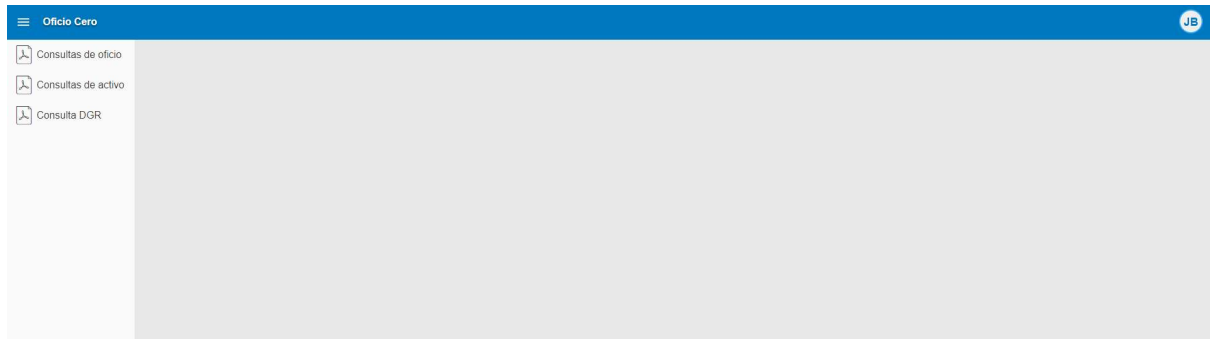 Oficio Cero
JB
Consultas de oficio
Consultas de activo
Consulta DGR